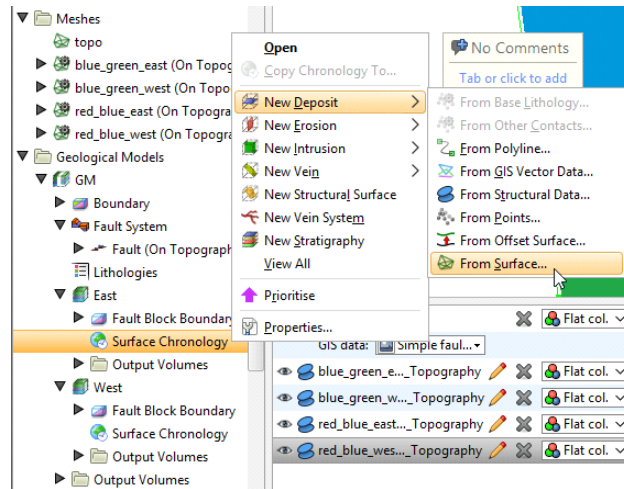 Meshes
topo
blue_green_east (On Topog
blue_green_west (On Topo
red_blue_east (On Topogra
red_blue_west (On Topogra
Geological Models
GM
Boundary
Fault System
Fault (On Topograph
Lithologies
East
Fault Block Boundary
Surface Chronology
Output Volumes
West
Fault Block Boundary
Surface Chronology
Output Volumes
Output Volumes
Open
Copy Chronology To...
New Deposit
New Erosion
New Intrusion
New Vein
New Structural Surface
New Vein System
New Stratigraphy
View All
Prioritise
Properties...
No Comments
Tab or click to add
From Base Lithology...
From Other Contacts...
From Polyline...
From GIS Vector Data...
From Structural Data...
From Points...
From Offset Surface...
From Surface...
Flat col.
GIS data: Simple faul...
blue_green_e..._Topography Flat col.
blue_green_w..._Topography Flat col.
red_blue_east..._Topography Flat col.
red_blue_wes..._Topography Flat col.